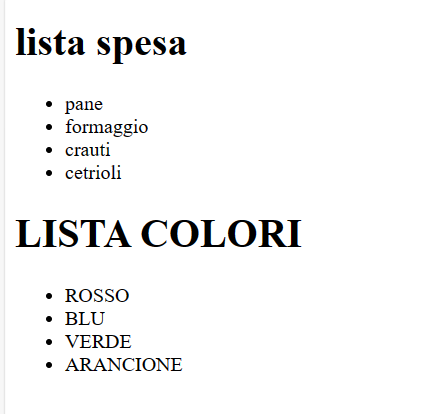 lista spesa
pane
formaggio
crauti
cetrioli
LISTA COLORI
ROSSO
BLU
VERDE
ARANCIONE